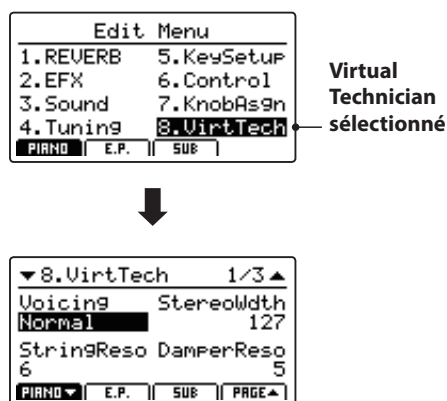 Edit Menu
1.REVERB 5.KeySetup
2.EFX 6.Control
3.Sound 7.KnobAsgn
4.Tuning 8.VirtTech
PIANO E.P. SUB
Virtual
Technician
sélectionné
▼8.VirtTech 1/3▲
Voicing StereoWdth
Normal 127
StringReso DamperReso
6 5
PIANO▼ E.P. SUB PAGE▲